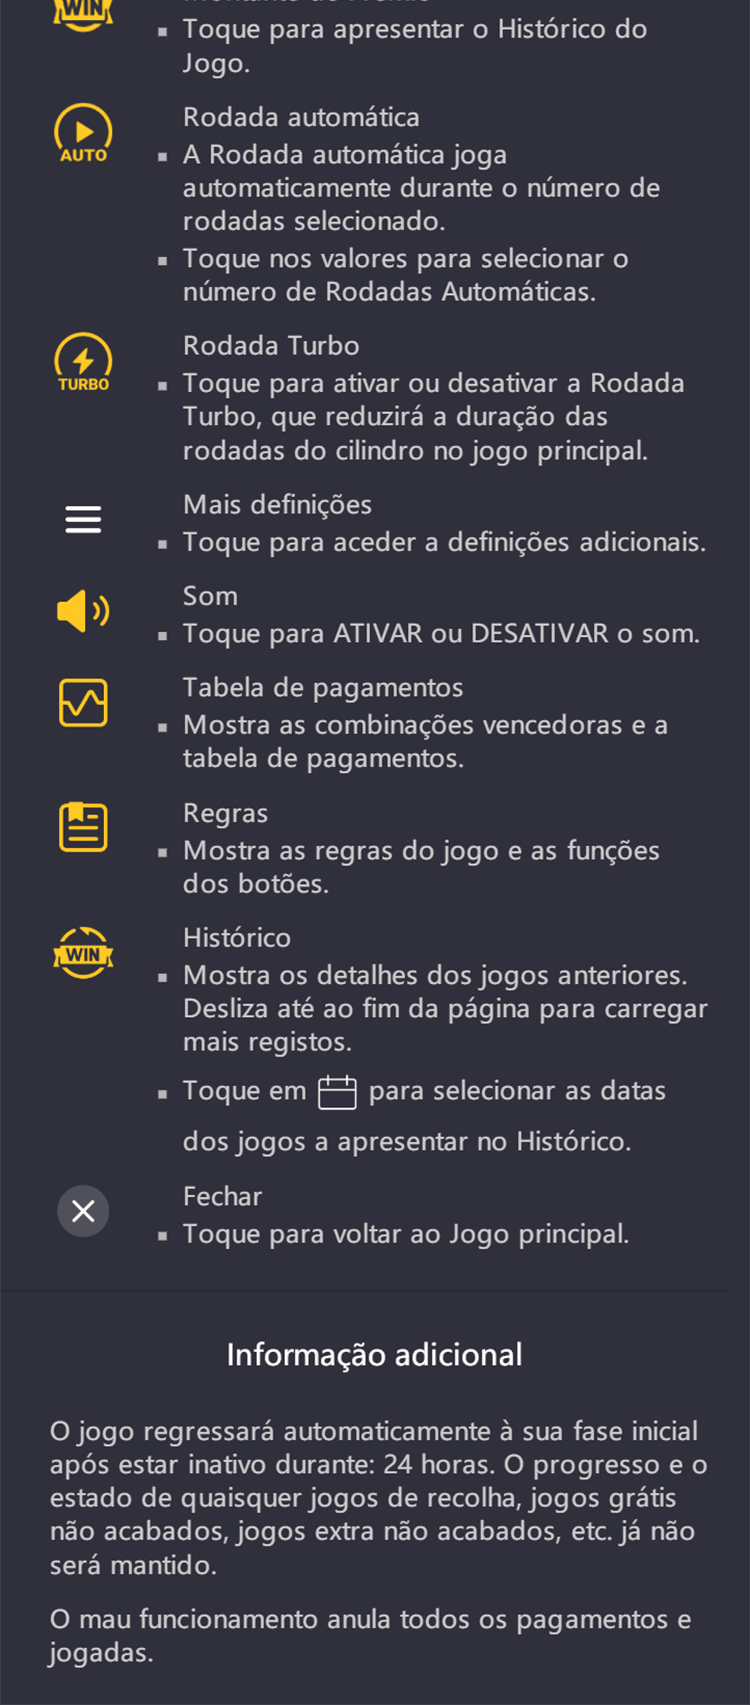 WIN
Toque para apresentar o Histórico do
Jogo.
Rodada automática
AUTO
A Rodada automática joga
automaticamente durante o número de
rodadas selecionado.
Toque nos valores para selecionar o
número de Rodadas Automáticas.
Rodada Turbo
TURBO
Toque para ativar ou desativar a Rodada
Turbo, que reduzirá a duração das
rodadas do cilindro no jogo principal.
Mais definições
Toque para aceder a definições adicionais.
Som
Toque para ATIVAR ou DESATIVAR o som.
Tabela de pagamentos
Mostra as combinações vencedoras e a
tabela de pagamentos.
Regras
Mostra as regras do jogo e as funções
dos botões.
Histórico
WIN
Mostra os detalhes dos jogos anteriores.
Desliza até ao fim da página para carregar
mais registos.
Toque em para selecionar as datas
dos jogos a apresentar no Histórico.
Fechar
Toque para voltar ao Jogo principal.
Informação adicional
O jogo regressará automaticamente à sua fase inicial
após estar inativo durante: 24 horas. O progresso e o
estado de quaisquer jogos de recolha, jogos grátis
não acabados, jogos extra não acabados, etc. já não
será mantido.
O mau funcionamento anula todos os pagamentos e
jogadas.